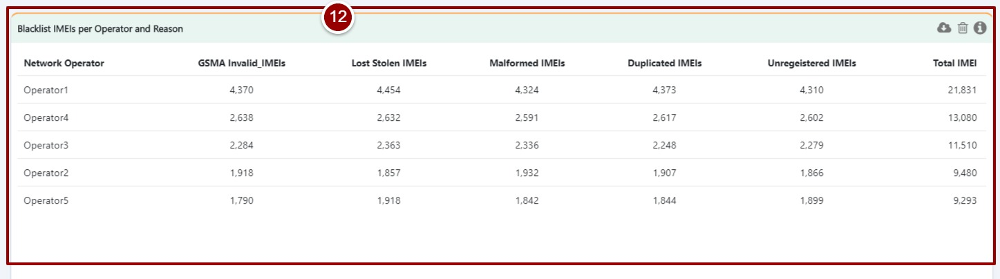 12
Blacklist IMEIs per Operator and Reason
Network Operator GSMA Invalid_IMEIs Lost Stolen IMEIs Malformed IMEIs Duplicated IMEIs Unregeistered IMEIs Total IMEI
Operator1 4,370 4,454 4,324 4,373 4,310 21,831
Operator4 2,638 2,632 2,591 2,617 2,602 13,080
Operator3 2,284 2,363 2,336 2,248 2,279 11,510
Operator2 1,918 1,857 1,932 1,907 1,866 9,480
Operator5 1,790 1,918 1,842 1,844 1,899 9,293